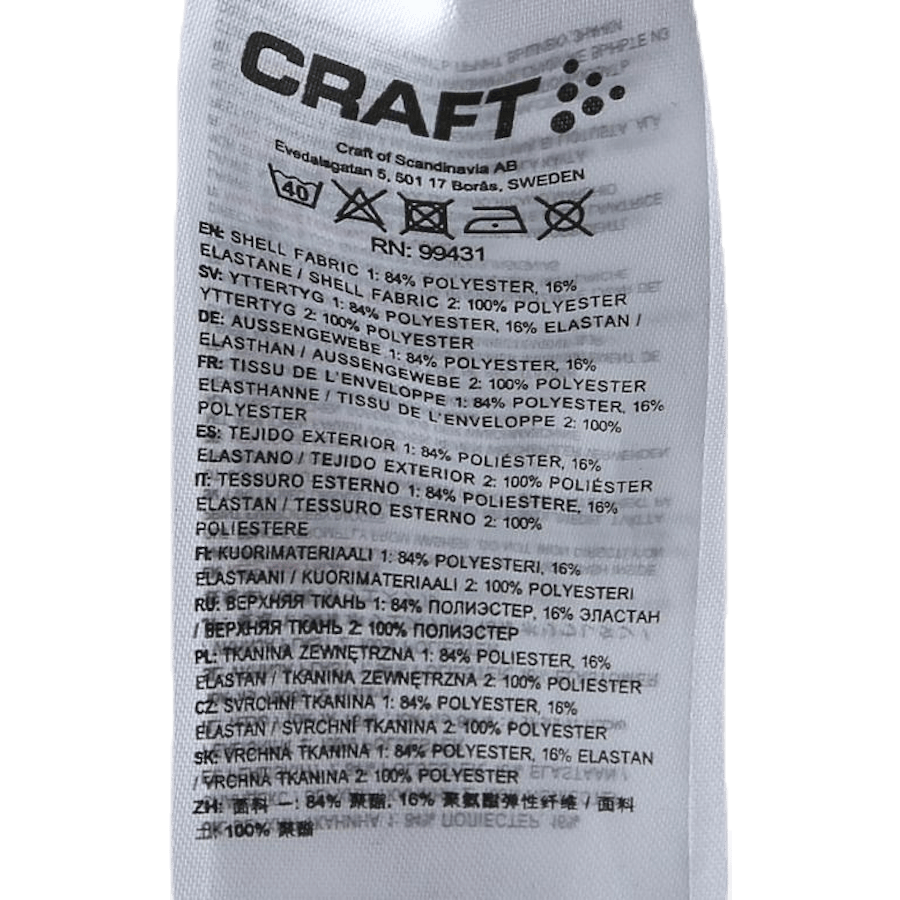 CRAFT
Craft of Scandinavia AB
Evedalsgatan 5, 501 17 Borås, SWEDEN
40
RN: 99431
EN: SHELL FABRIC 1: 84% POLYESTER, 16%
ELASTANE / SHELL FABRIC 2: 100% POLYESTER
SV: YTTERTYG 1: 84% POLYESTER, 16% ELASTAN /
YTTERTYG 2: 100% POLYESTER
DE: AUSSENGEWEBE 1: 84% POLYESTER, 16%
ELASTHAN / AUSSENGEWEBE 2: 100% POLYESTER
FR: TISSU DE L'ENVELOPPE 1: 84% POLYESTER, 16%
ELASTHANNE / TISSU DE L'ENVELOPPE 2: 100%
POLYESTER
ES: TEJIDO EXTERIOR 1: 84% POLIÉSTER, 16%
ELASTANO / TEJIDO EXTERIOR 2: 100% POLIÉSTER
IT: TESSURO ESTERNO 1: 84% POLIESTERE, 16%
ELASTAN / TESSURO ESTERNO 2: 100%
POLIESTERE
FI: KUORIMATERIAALI 1: 84% POLYESTERI, 16%
ELASTAANI / KUORIMATERIAALI 2: 100% POLYESTERI
RU: ВЕРХНЯЯ ТКАНЬ 1: 84% ПОЛИЭСТЕР, 16% ЭЛАСТАН
/ ВЕРХНЯЯ ТКАНЬ 2: 100% ПОЛИЭСТЕР
PL: TKANINA ZEWNĘTRZNA 1: 84% POLIESTER, 16%
ELASTAN / TKANINA ZEWNĘTRZNA 2: 100% POLIESTER
CZ: SVRCHNÍ TKANINA 1: 84% POLYESTER, 16%
ELASTAN / SVRCHNÍ TKANINA 2: 100% POLYESTER
SK: VRCHNA TKANINA 1: 84% POLYESTER, 16% ELASTAN
/ VRCHNA TKANINA 2: 100% POLYESTER
ZH: 面料一: 84% 聚酯, 16% 聚氨酯弹性纤维 / 面料
二: 100% 聚酯